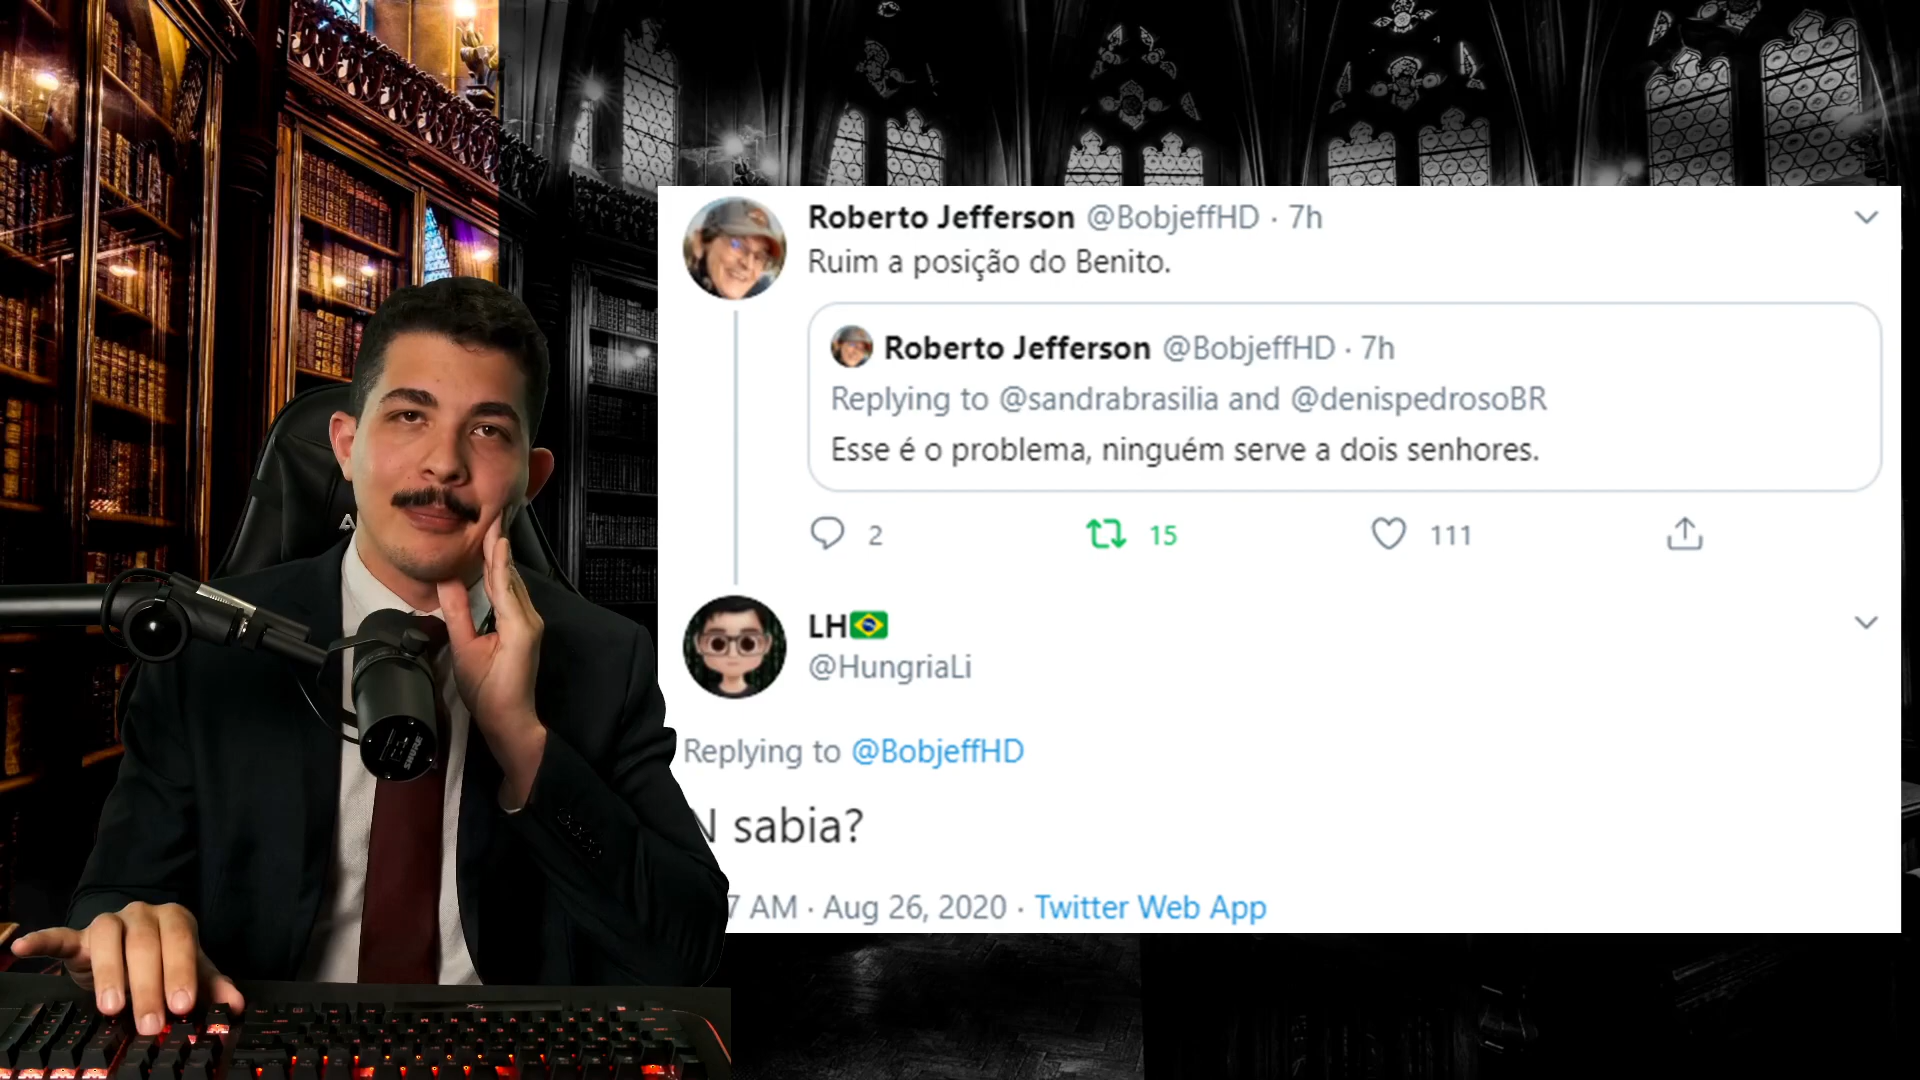 Roberto Jefferson @BobjeffHD · 7h
Ruim a posição do Benito.
Roberto Jefferson @BobjeffHD · 7h
Replying to @sandrabrasilia and @denispedrosoBR
Esse é o problema, ninguém serve a dois senhores.
2 15 111
LH🇧🇷
@HungriaLi
Replying to @BobjeffHD
N sabia?
7 AM · Aug 26, 2020 · Twitter Web App
SHURE